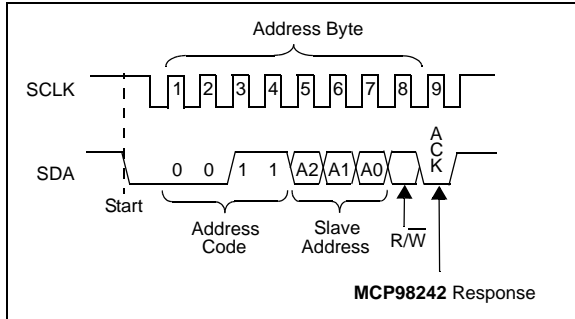 Address Byte
SCLK 1 2 3 4 5 6 7 8 9
SDA 0 0 1 1 A2 A1 A0 ACK
Start
Address Code
Slave Address
R/W̅
MCP98242 Response